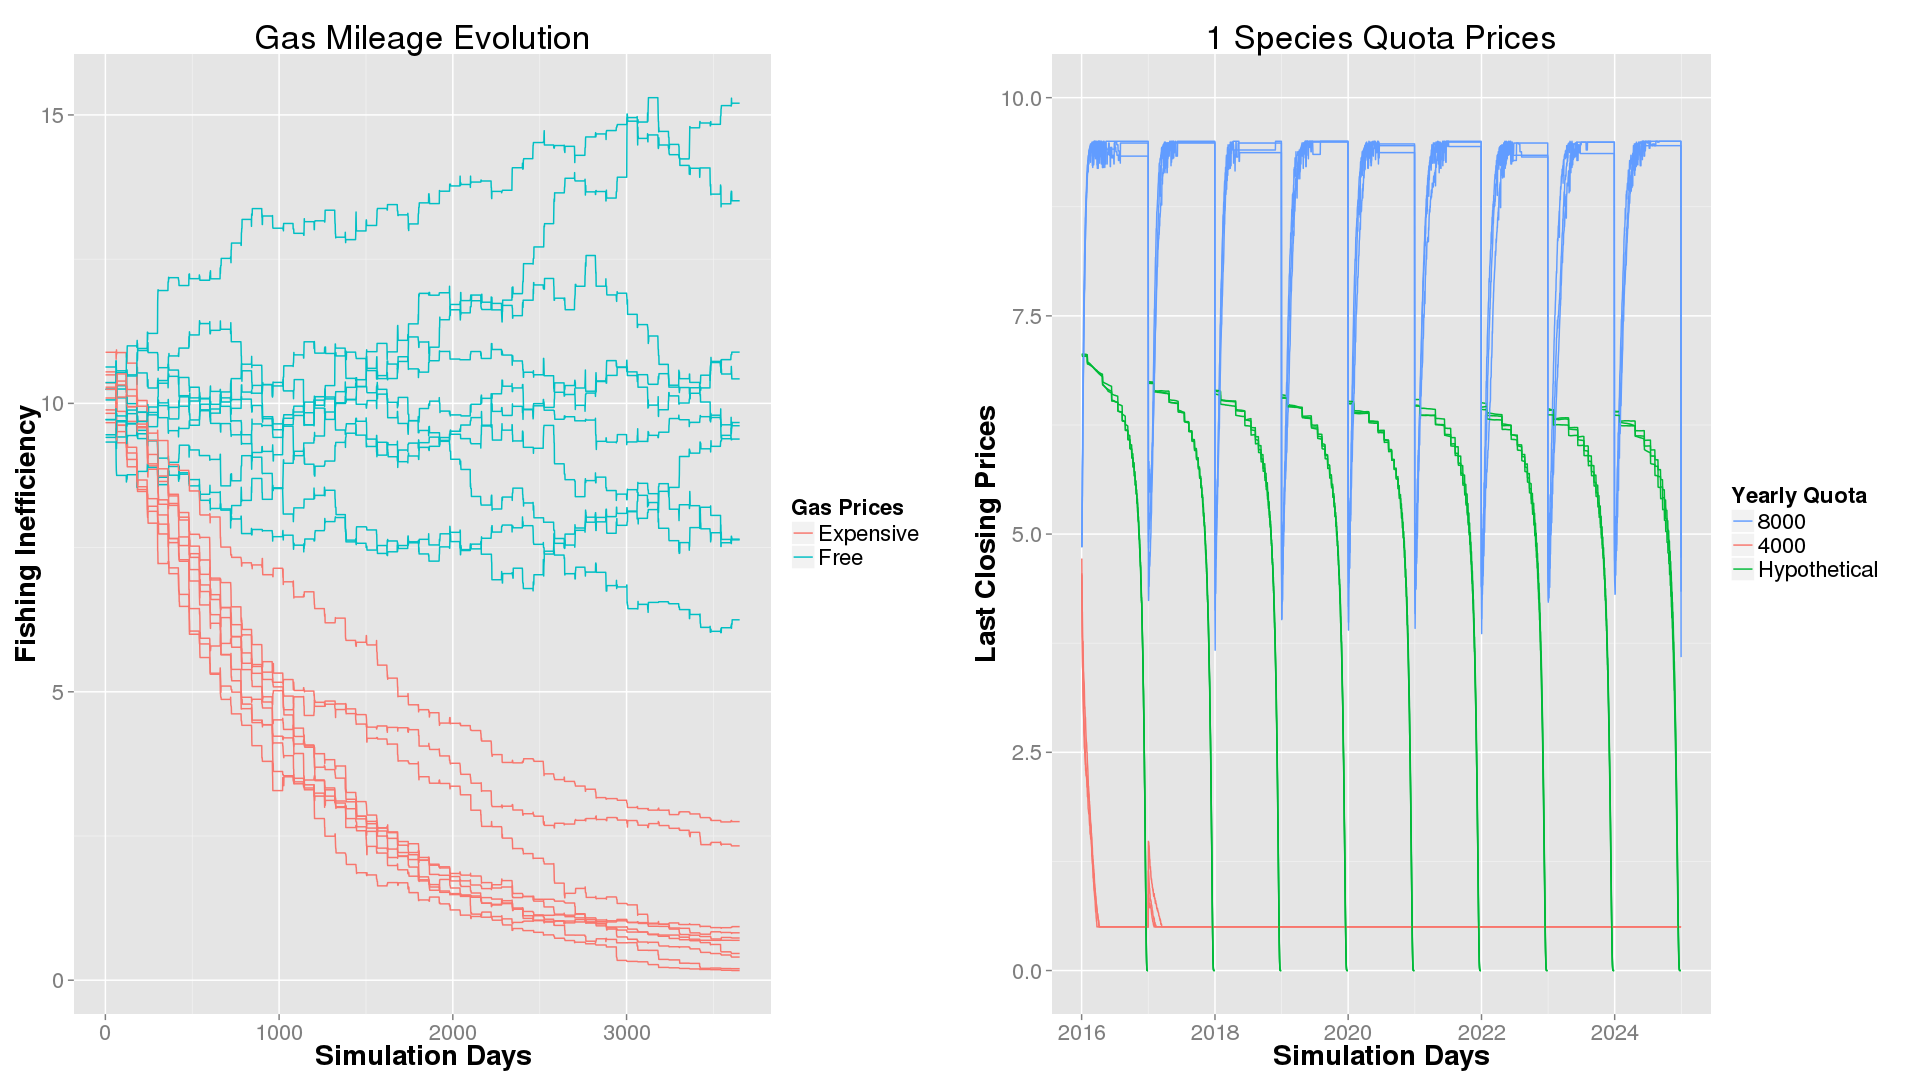 Gas Mileage Evolution
Fishing Inefficiency
15
10
5
0
0 1000 2000 3000
Simulation Days
Gas Prices
Expensive
Free
1 Species Quota Prices
Last Closing Prices
10.0
7.5
5.0
2.5
0.0
2016 2018 2020 2022 2024
Simulation Days
Yearly Quota
8000
4000
Hypothetical